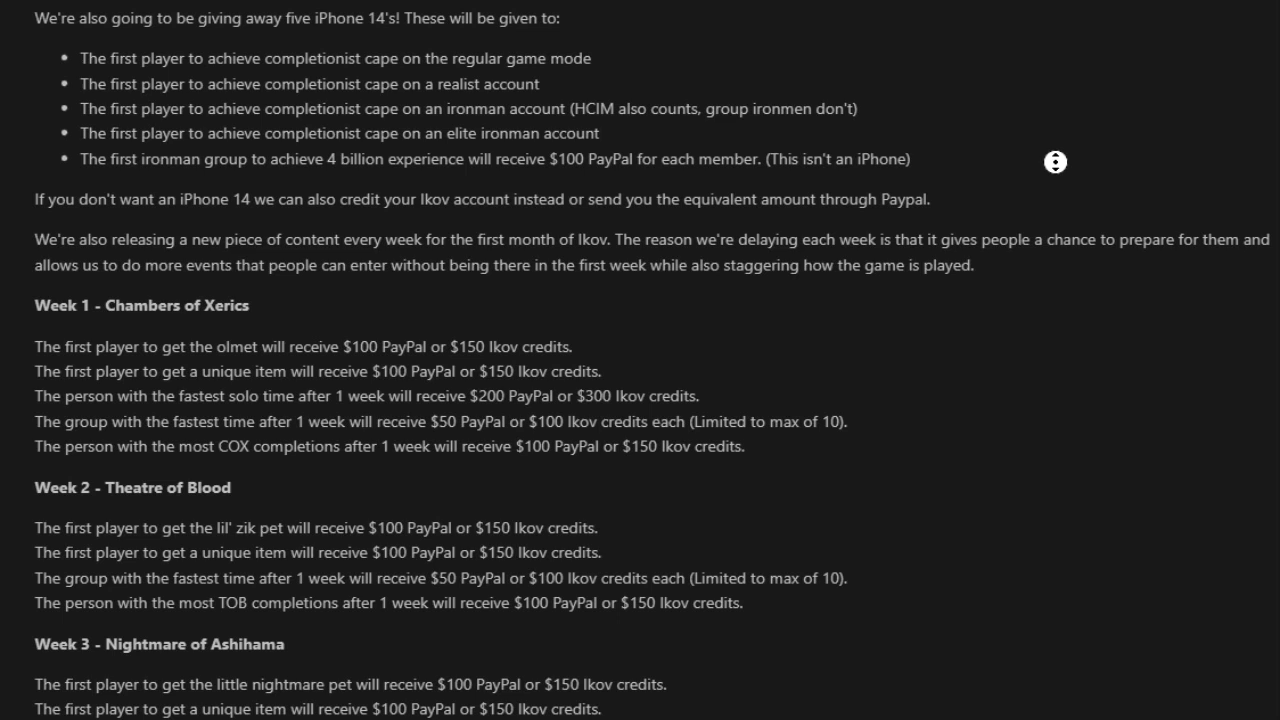 We're also going to be giving away five iPhone 14's! These will be given to:
• The first player to achieve completionist cape on the regular game mode
• The first player to achieve completionist cape on a realist account
• The first player to achieve completionist cape on an ironman account (HCIM also counts, group ironmen don't)
• The first player to achieve completionist cape on an elite ironman account
• The first ironman group to achieve 4 billion experience will receive $100 PayPal for each member. (This isn't an iPhone)
If you don't want an iPhone 14 we can also credit your Ikov account instead or send you the equivalent amount through Paypal.
We're also releasing a new piece of content every week for the first month of Ikov. The reason we're delaying each week is that it gives people a chance to prepare for them and
allows us to do more events that people can enter without being there in the first week while also staggering how the game is played.
Week 1 - Chambers of Xerics
The first player to get the olmet will receive $100 PayPal or $150 Ikov credits.
The first player to get a unique item will receive $100 PayPal or $150 Ikov credits.
The person with the fastest solo time after 1 week will receive $200 PayPal or $300 Ikov credits.
The group with the fastest time after 1 week will receive $50 PayPal or $100 Ikov credits each (Limited to max of 10).
The person with the most COX completions after 1 week will receive $100 PayPal or $150 Ikov credits.
Week 2 - Theatre of Blood
The first player to get the lil' zik pet will receive $100 PayPal or $150 Ikov credits.
The first player to get a unique item will receive $100 PayPal or $150 Ikov credits.
The group with the fastest time after 1 week will receive $50 PayPal or $100 Ikov credits each (Limited to max of 10).
The person with the most TOB completions after 1 week will receive $100 PayPal or $150 Ikov credits.
Week 3 - Nightmare of Ashihama
The first player to get the little nightmare pet will receive $100 PayPal or $150 Ikov credits.
The first player to get a unique item will receive $100 PayPal or $150 Ikov credits.